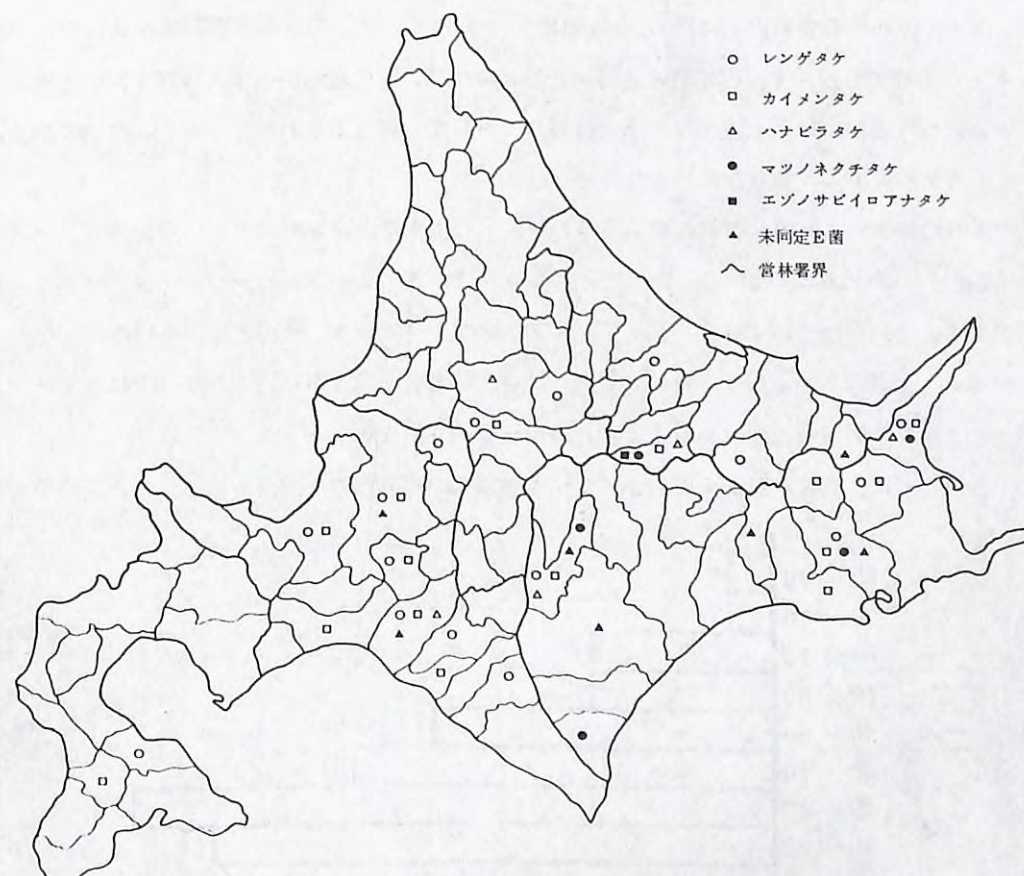 ○ レンゲタケ
□ カイメンタケ
△ ハナビラタケ
● マツノネクチタケ
■ エゾノサビイロアナタケ
▲ 未同定E菌
営林署界